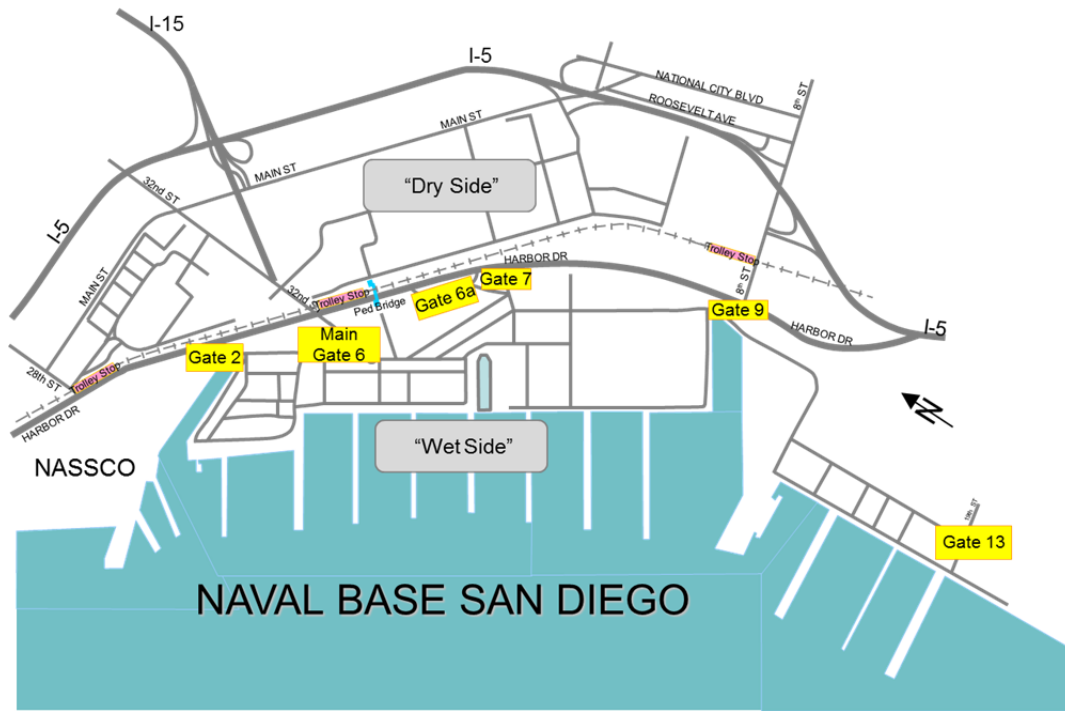 I-15
I-5
NATIONAL CITY BLVD
ROOSEVELT AVE
8th ST
MAIN ST
MAIN ST
32nd ST
"Dry Side"
I-5
MAIN ST
Trolley Stop
HARBOR DR
Gate 7
8th ST
32nd S
Trolley Stop
Ped Bridge
Gate 6a
Gate 9
HARBOR DR
I-5
Main
Gate 6
Gate 2
28th ST
Trolley Stop
HARBOR DR
N
"Wet Side"
NASSCO
Gate 13
NAVAL BASE SAN DIEGO